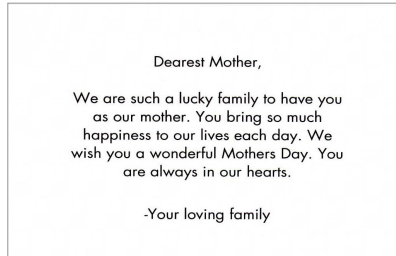 Dearest Mother,
We are such a lucky family to have you
as our mother. You bring so much
happiness to our lives each day. We
wish you a wonderful Mothers Day. You
are always in our hearts.
-Your loving family